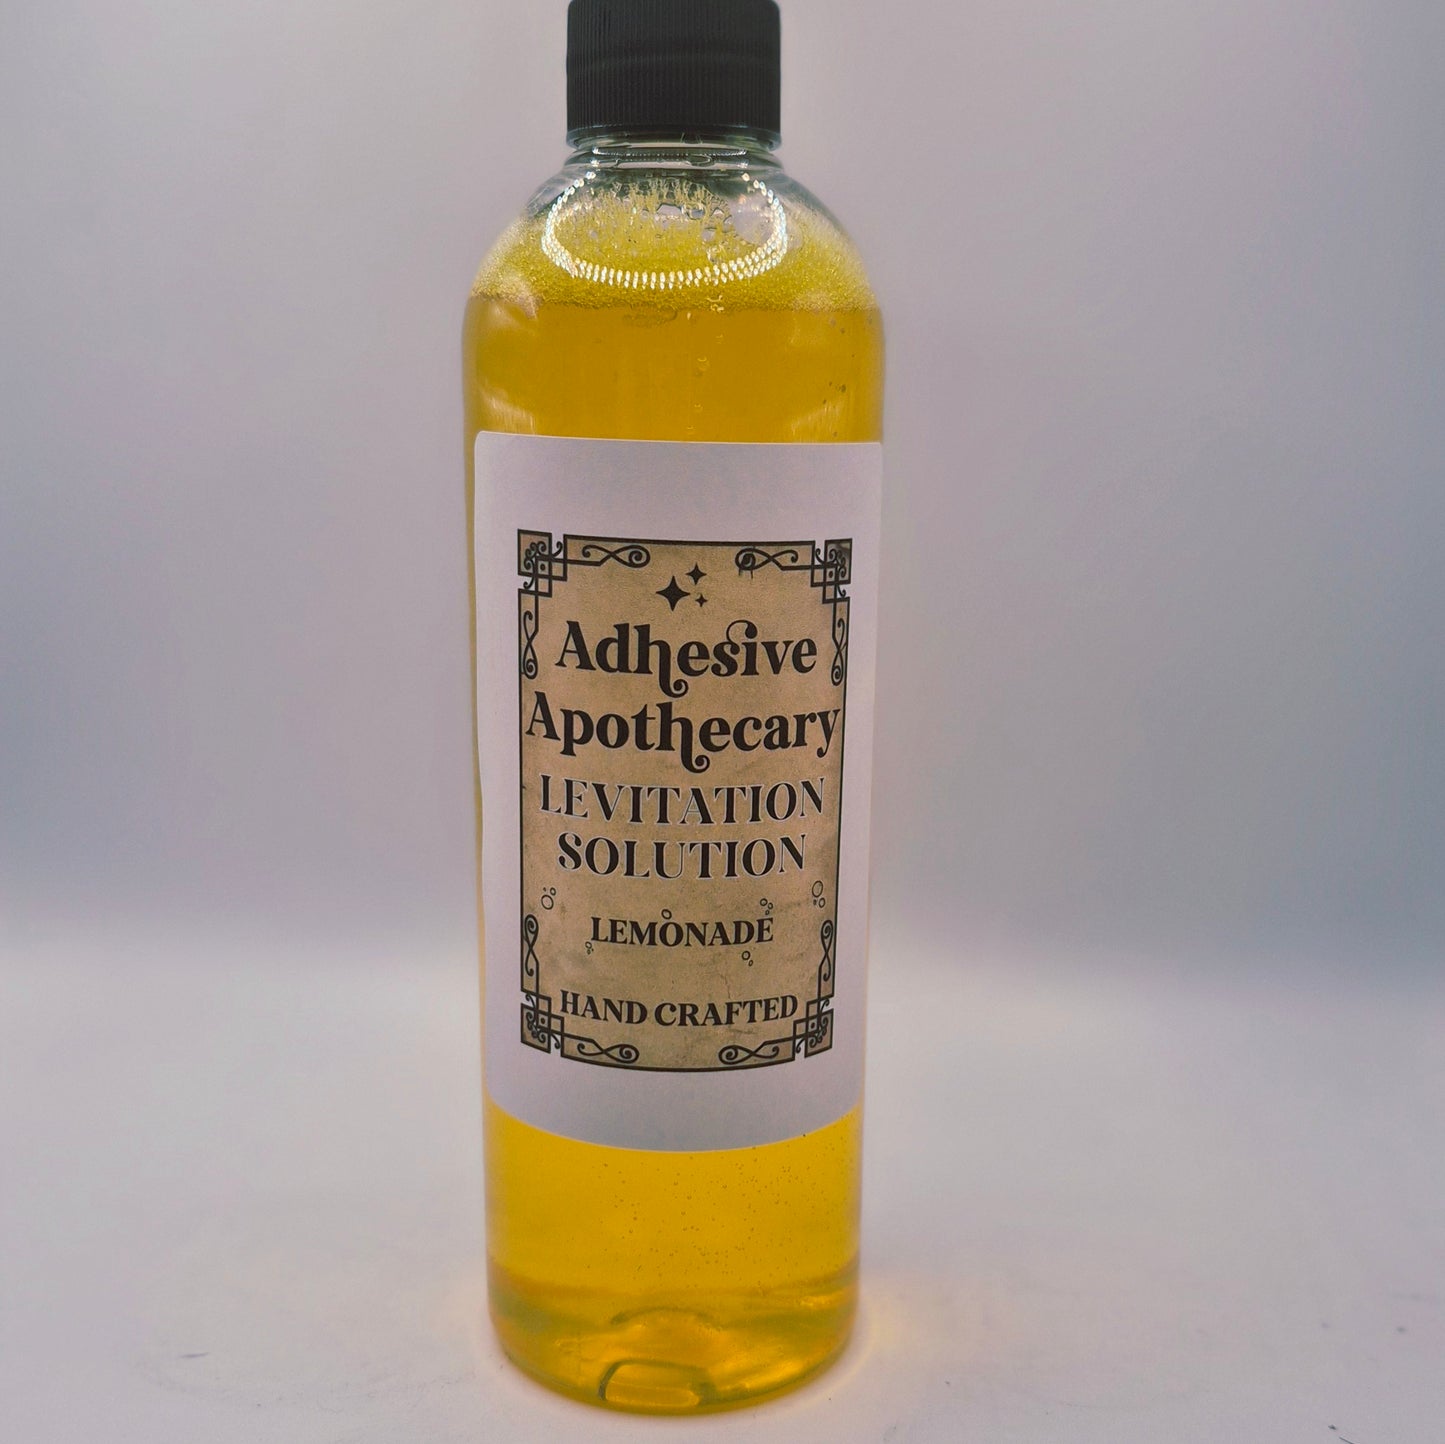 Adhesive
Apothecary
LEVITATION
SOLUTION
LEMONADE
HAND CRAFTED